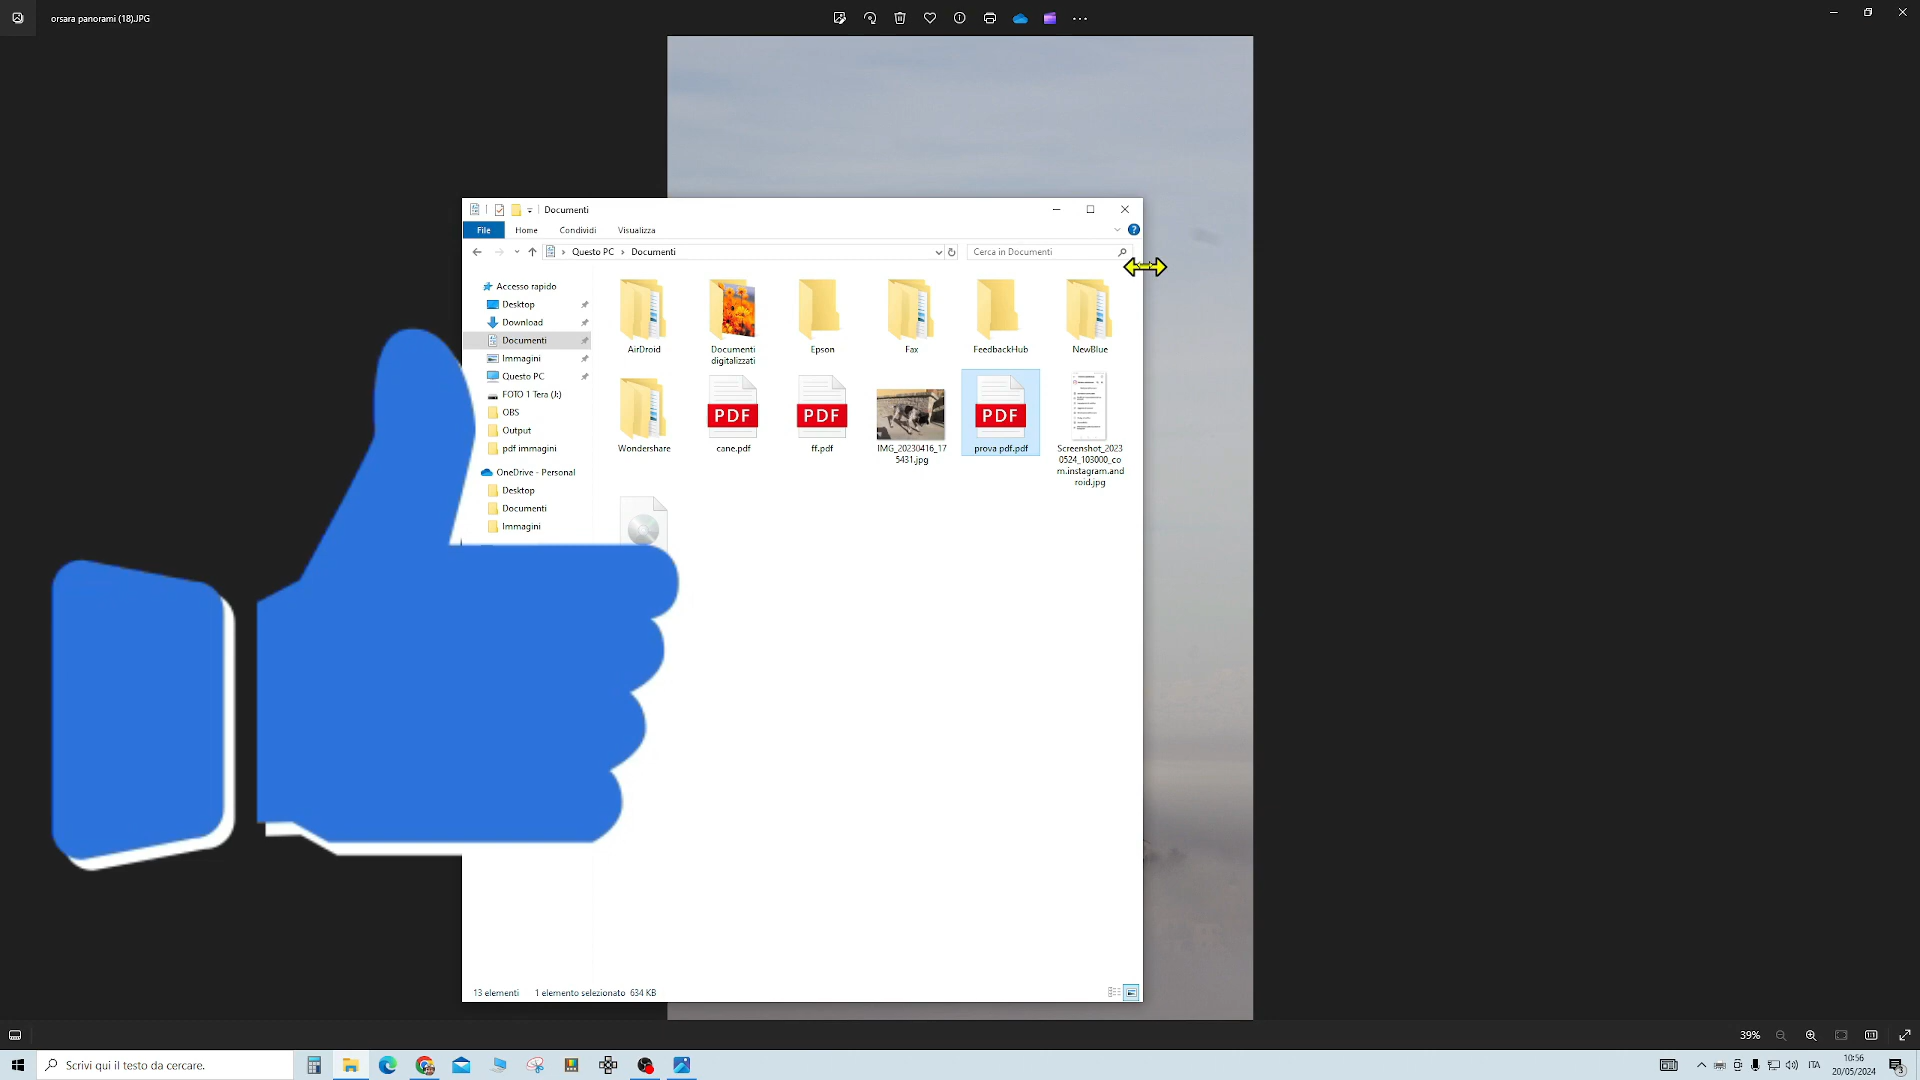 orsara panorami (18)JPG
Documenti
File Home Condividi Visualizza
Questo PC > Documenti
Cerca in Documenti
Accesso rapido
Desktop
Download
Documenti
Immagini
Questo PC
FOTO 1 Tera (J:)
OBS
Output
pdf immagini
OneDrive - Personal
Desktop
Documenti
Immagini
AirDroid
Documenti
digitalizzati
Epson
Fax
FeedbackHub
NewBlue
Wondershare
PDF
cane.pdf
PDF
ff.pdf
IMG_20230416_17
5431.jpg
PDF
prova pdf.pdf
Screenshot_2023
0524_103000_co
m.instagram.and
roid.jpg
13 elementi 1 elemento selezionato 634 KB
39%
Scrivi qui il testo da cercare.
ITA
10:56
20/05/2024
3